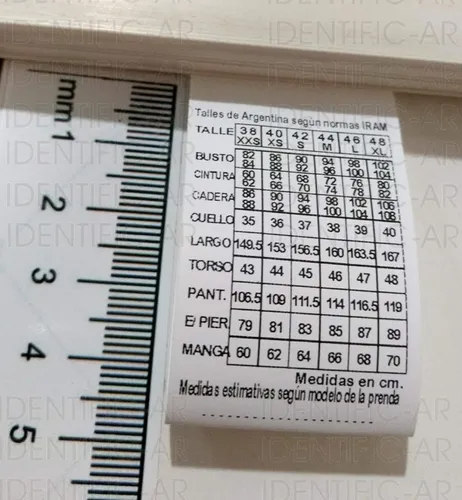 IDENTIFIC-AR IDENTIFIC-AR
mm 1 2 3 4 5
Talles de Argentina según normas IRAM
TALLE 38 40 42 44 46 48
XXS XS S M L XL
BUSTO 82 86 90 94 98 102
84 88 92 96 100 104
CINTURA 60 64 68 72 76 80
62 66 70 74 78 82
CADERA 86 90 94 98 102 106
88 92 96 100 104 108
CUELLO 35 36 37 38 39 40
LARGO 149.5 153 156.5 160 163.5 167
TORSO 43 44 45 46 47 48
PANT. 106.5 109 111.5 114 116.5 119
E/ PIER. 79 81 83 85 87 89
MANGA 60 62 64 66 68 70
Medidas en cm.
Medidas estimativas según modelo de la prenda